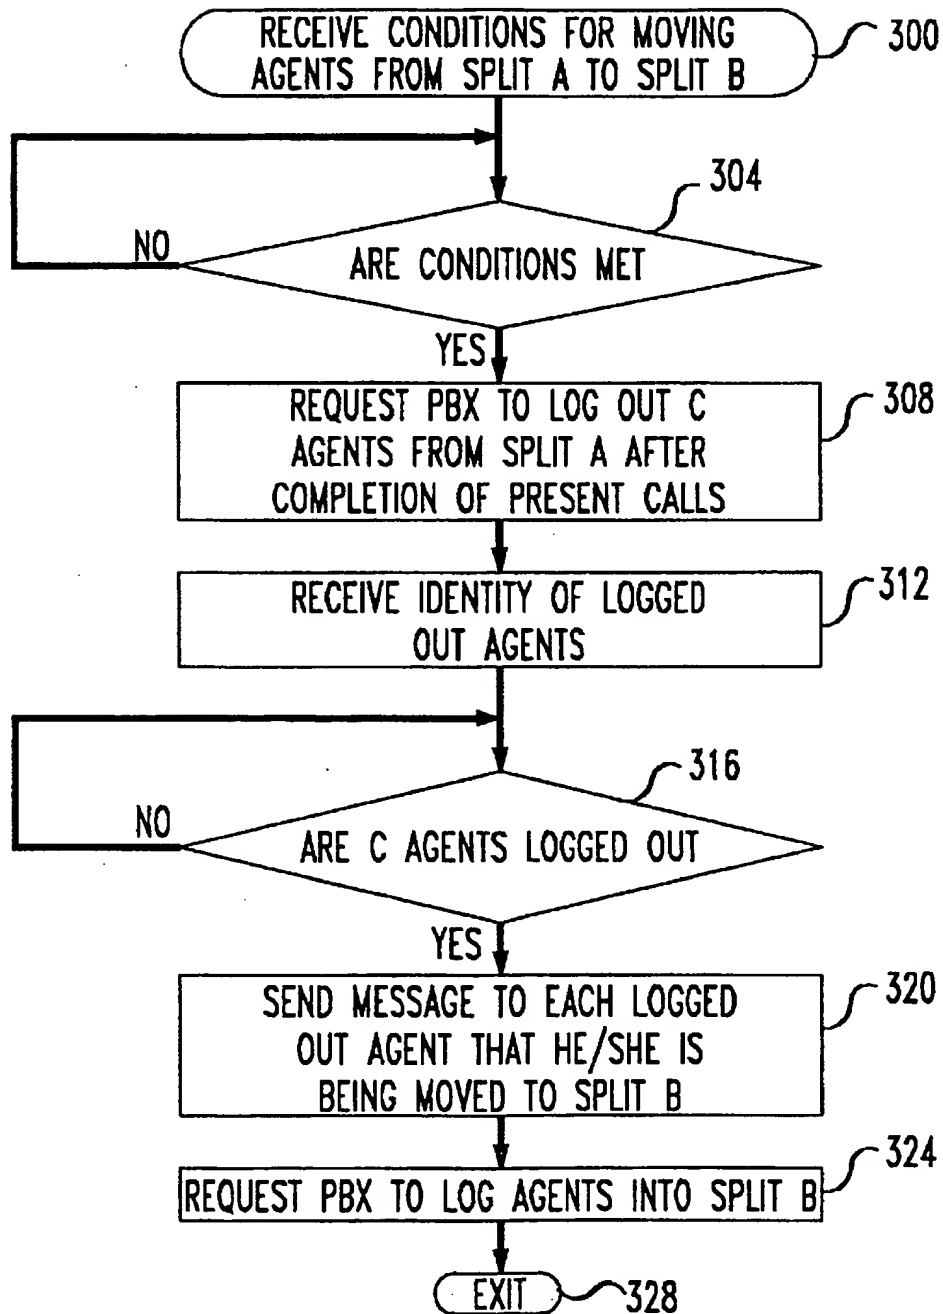 RECEIVE CONDITIONS FOR MOVING
AGENTS FROM SPLIT A TO SPLIT B
300
304
ARE CONDITIONS MET
NO
YES
REQUEST PBX TO LOG OUT C
AGENTS FROM SPLIT A AFTER
COMPLETION OF PRESENT CALLS
308
RECEIVE IDENTITY OF LOGGED
OUT AGENTS
312
316
ARE C AGENTS LOGGED OUT
NO
YES
SEND MESSAGE TO EACH LOGGED
OUT AGENT THAT HE/SHE IS
BEING MOVED TO SPLIT B
320
REQUEST PBX TO LOG AGENTS INTO SPLIT B
324
EXIT
328